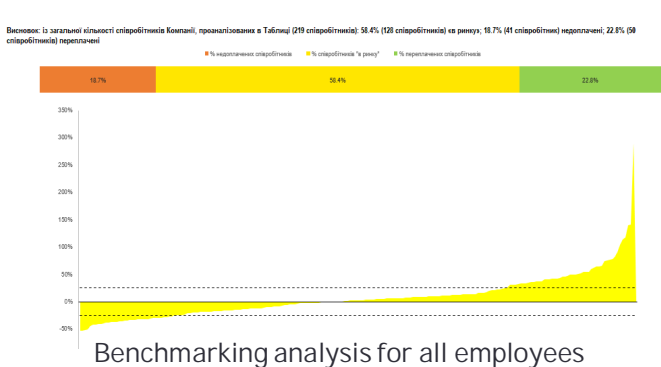 Висновок: із загальної кількості співробітників Компанії, проаналізованих в Таблиці (219 співробітників): 58.4% (128 співробітників) «в ринку»; 18.7% (41 співробітник) недоплачені; 22.8% (50
співробітників) переплачені
% недоплачених співробітників % співробітників "в ринку" % переплачених співробітників
18.7% 58.4% 22.8%
350%
300%
250%
200%
150%
100%
50%
0%
-50%
Benchmarking analysis for all employees